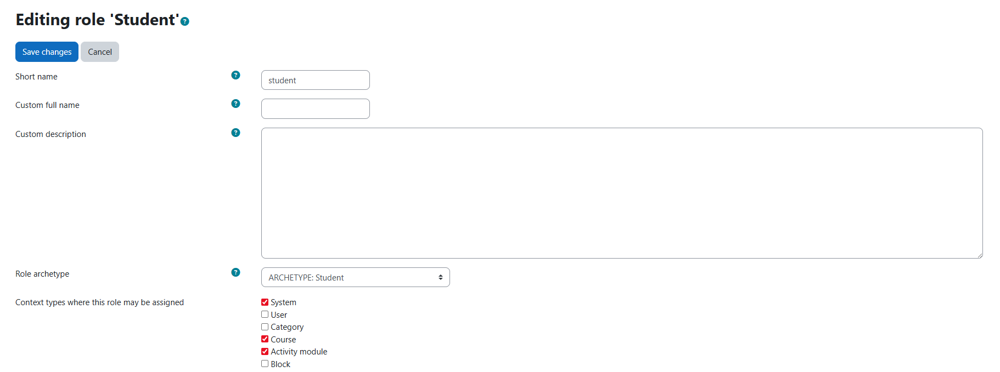 Editing role 'Student'
Save changes Cancel
Short name student
Custom full name
Custom description
Role archetype ARCHETYPE: Student
Context types where this role may be assigned System
User
Category
Course
Activity module
Block